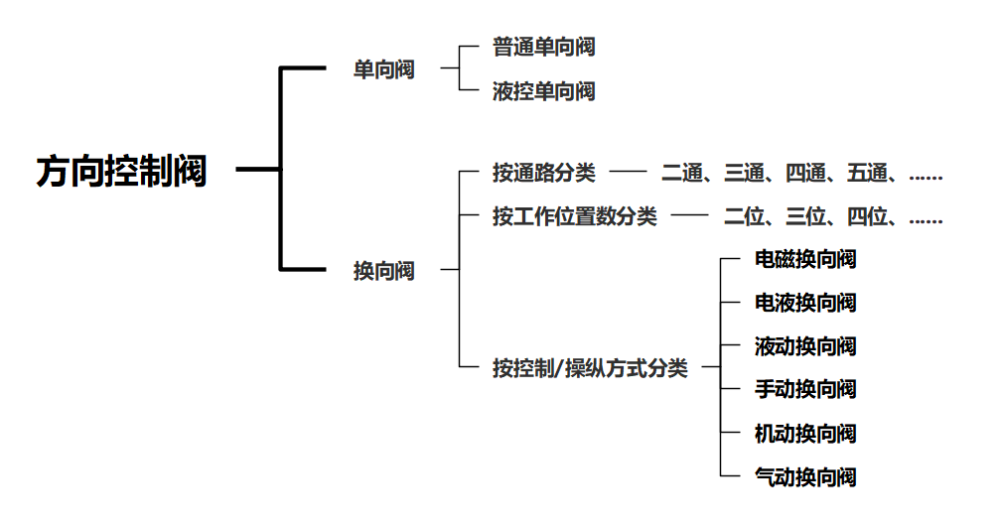 方向控制阀
单向阀
普通单向阀
液控单向阀
换向阀
按通路分类
二通、三通、四通、五通、……
按工作位置数分类
二位、三位、四位、……
按控制/操纵方式分类
电磁换向阀
电液换向阀
液动换向阀
手动换向阀
机动换向阀
气动换向阀